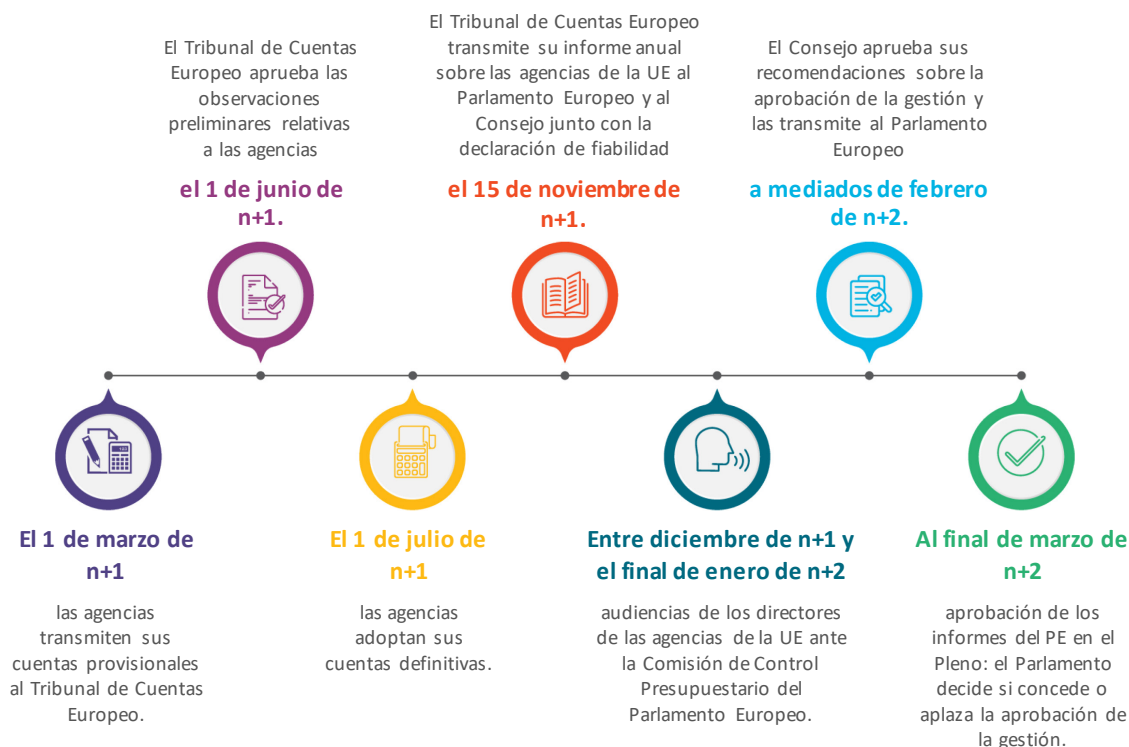 El Tribunal de Cuentas
Europeo aprueba las
observaciones
preliminares relativas
a las agencias
el 1 de junio de
n+1.
El Tribunal de Cuentas Europeo
transmite su informe anual
sobre las agencias de la UE al
Parlamento Europeo y al
Consejo junto con la
declaración de fiabilidad
el 15 de noviembre de
n+1.
El Consejo aprueba sus
recomendaciones sobre la
aprobación de la gestión y
las transmite al Parlamento
Europeo
a mediados de febrero
de n+2.
El 1 de marzo de
n+1
las agencias
transmiten sus
cuentas provisionales
al Tribunal de Cuentas
Europeo.
El 1 de julio de
n+1
las agencias
adoptan sus
cuentas definitivas.
Entre diciembre de n+1 y
el final de enero de n+2
audiencias de los directores
de las agencias de la UE ante
la Comisión de Control
Presupuestario del
Parlamento Europeo.
Al final de marzo de
n+2
aprobación de los
informes del PE en el
Pleno: el Parlamento
decide si concede o
aplaza la aprobación de
la gestión.